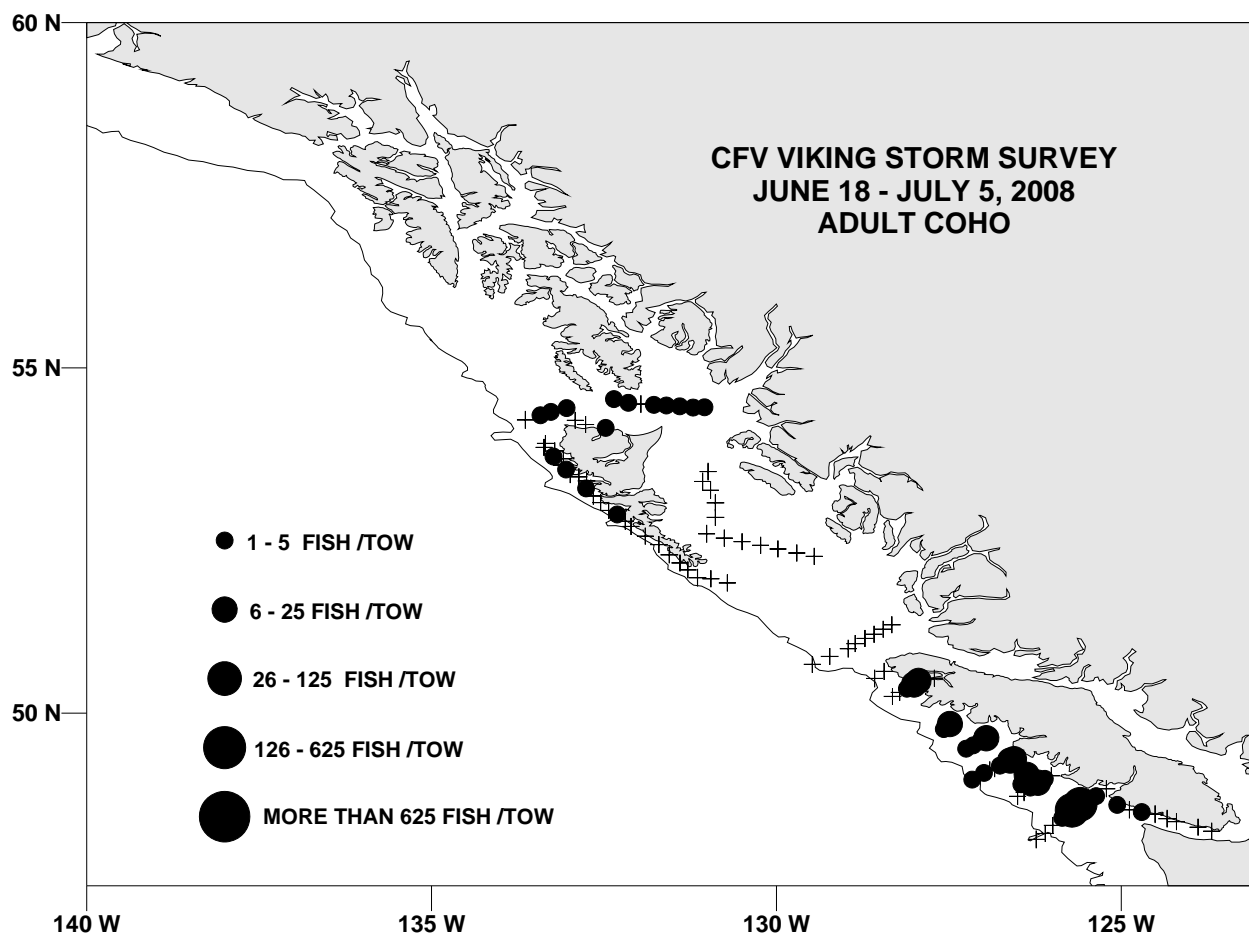 60 N
CFV VIKING STORM SURVEY
JUNE 18 - JULY 5, 2008
ADULT COHO
55 N
1 - 5 FISH /TOW
6 - 25 FISH /TOW
26 - 125 FISH /TOW
50 N
126 - 625 FISH /TOW
MORE THAN 625 FISH /TOW
140 W
135 W
130 W
125 W